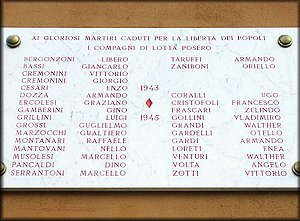 AI GLORIOSI MARTIRI CADUTI PER LA LIBERTÀ DEI POPOLI
I COMPAGNI DI LOTTA POSERO
BERGONZONI LIBERO TARUFFI ARMANDO
BASSI GIANCARLO ZANIBONI ORIELLO
CREMONINI VITTORIO
CREMONINI GIORGIO
CESARI ENZO 1943
DOZZA ARMANDO CORALLI UGO
ERCOLESI GRAZIANO CRISTOFOLI FRANCESCO
GAMBERINI GINO FRASCARI ZELINDO
GRILLINI LUIGI 1945 GOLLINI VLADIMIRO
GROSSI GUGLIELMO GRANDI WALTHER
MARZOCCHI GUALTIERO GARDELLI OTELLO
MONTANARI RAFFAELE GARDI ARMANDO
MANTOVANI NELLO LORETI ENEA
MUSOLESI MARCELLO VENTURI WALTHER
PANCALDI DINO VOLTA ANGELO
SERRANTONI MARCELLO ZOTTI VITTORIO